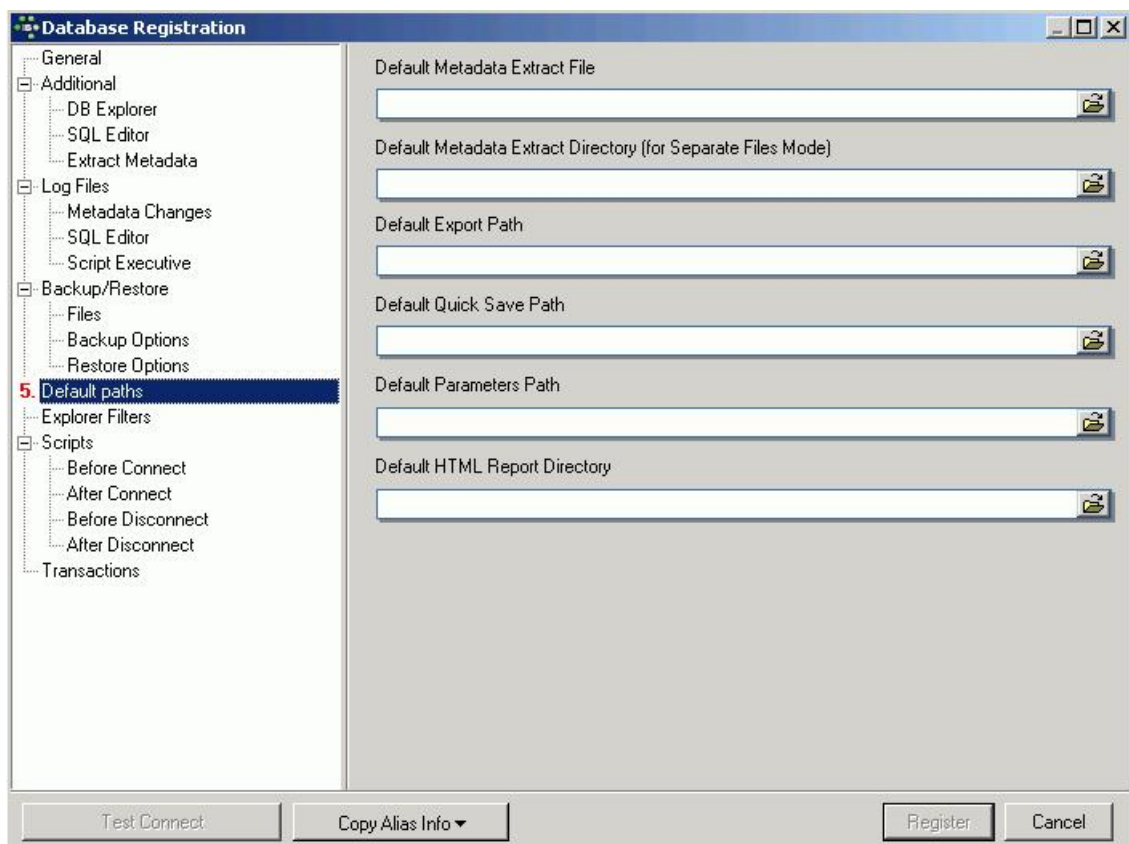 Database Registration
General
Additional
DB Explorer
SQL Editor
Extract Metadata
Log Files
Metadata Changes
SQL Editor
Script Executive
Backup/Restore
Files
Backup Options
Restore Options
5. Default paths
Explorer Filters
Scripts
Before Connect
After Connect
Before Disconnect
After Disconnect
Transactions
Default Metadata Extract File
Default Metadata Extract Directory (for Separate Files Mode)
Default Export Path
Default Quick Save Path
Default Parameters Path
Default HTML Report Directory
Test Connect
Copy Alias Info
Register
Cancel